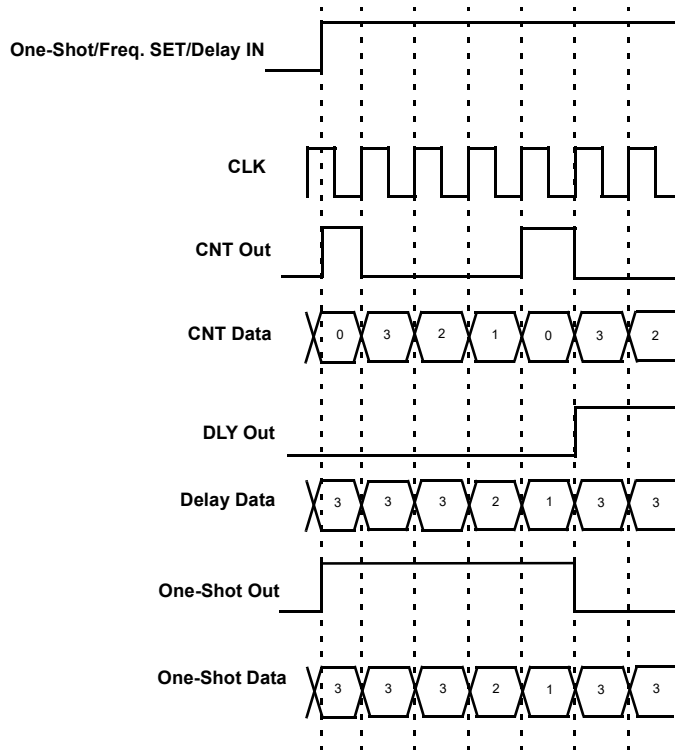 One-Shot/Freq. SET/Delay IN
CLK
CNT Out
CNT Data 0 3 2 1 0 3 2
DLY Out
Delay Data 3 3 3 2 1 3 3
One-Shot Out
One-Shot Data 3 3 3 2 1 3 3